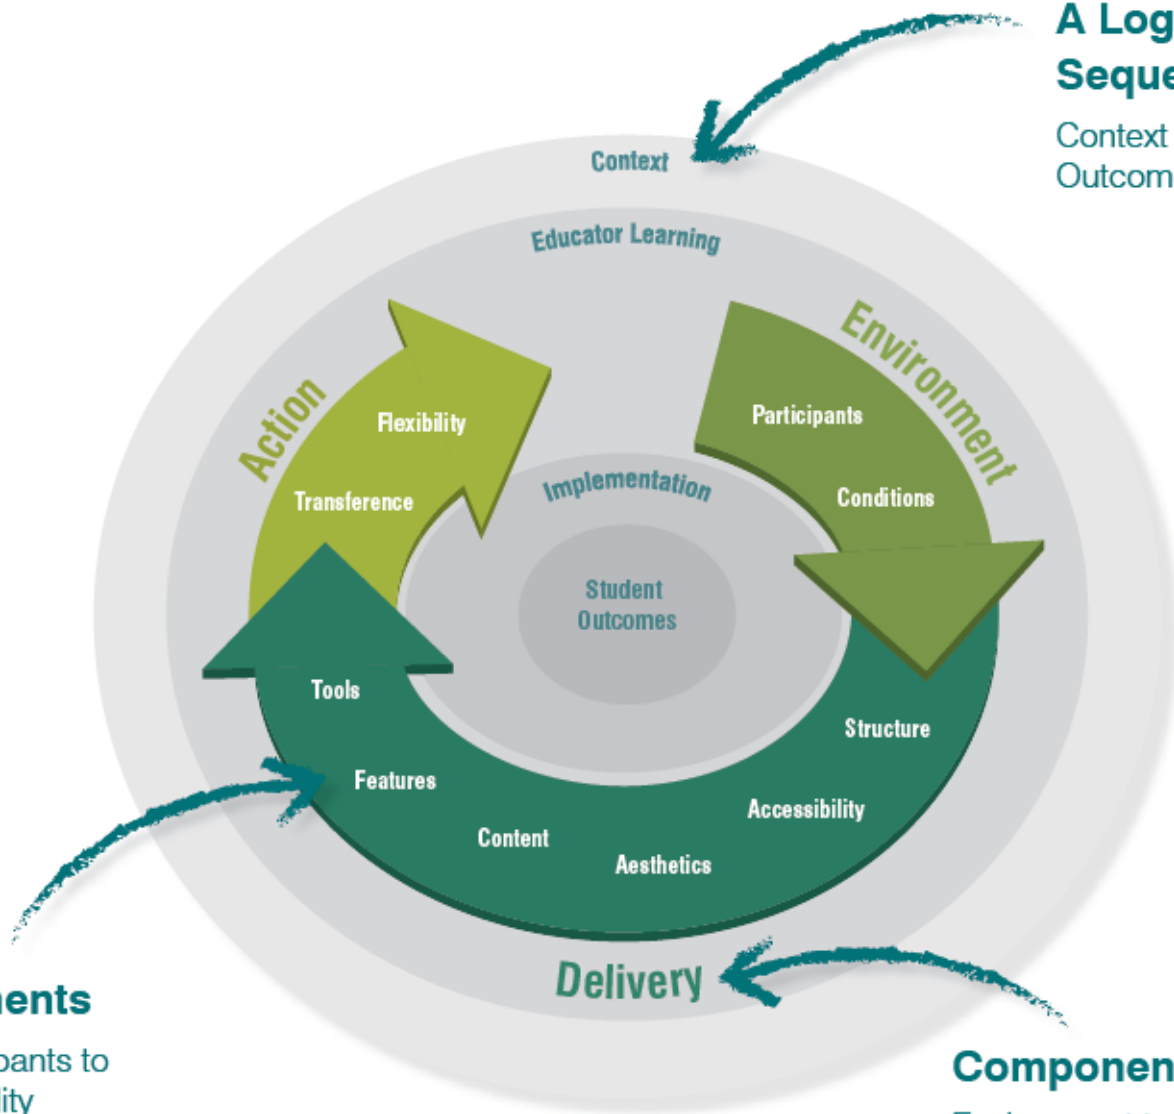 A Log
Seque
Context
Outcom
Context
Educator Learning
Environment
Action
Participants
Flexibility
Conditions
Transference
Implementation
Student
Outcomes
Tools
Structure
Features
Accessibility
Content
Aesthetics
Delivery
ents
pants to
lity
Componen